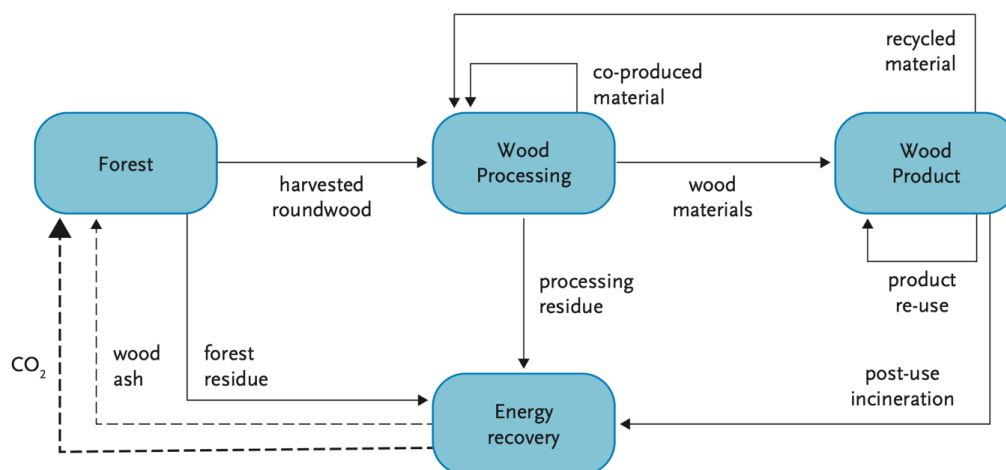 recycled
material
co-produced
material
Forest
Wood
Processing
Wood
Product
harvested
roundwood
wood
materials
processing
residue
product
re-use
CO₂
wood
ash
forest
residue
post-use
incineration
Energy
recovery